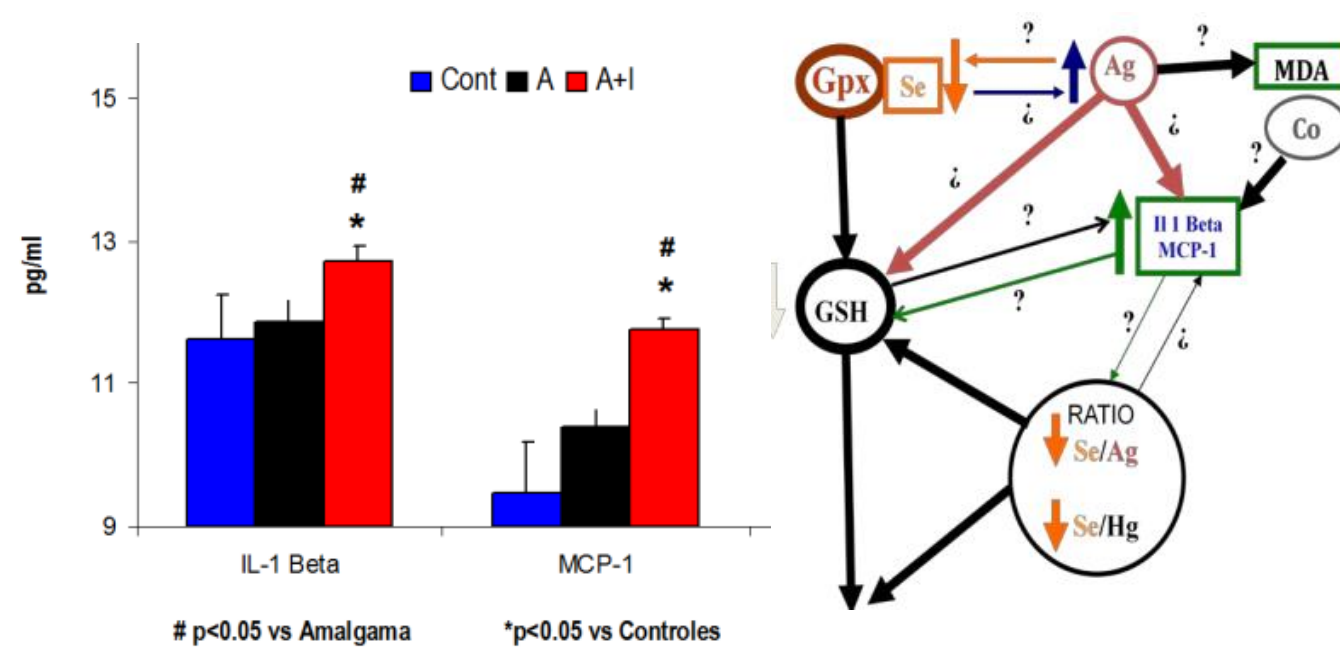 pg/ml
15
13
11
9
Cont A A+I
#
*
#
*
IL-1 Beta MCP-1
# p<0.05 vs Amalgama *p<0.05 vs Controles
Gpx
Se
?
¿
Ag
?
MDA
Co
?
¿
¿
?
Il 1 Beta
MCP-1
GSH
?
?
¿
RATIO
Se/Ag
Se/Hg